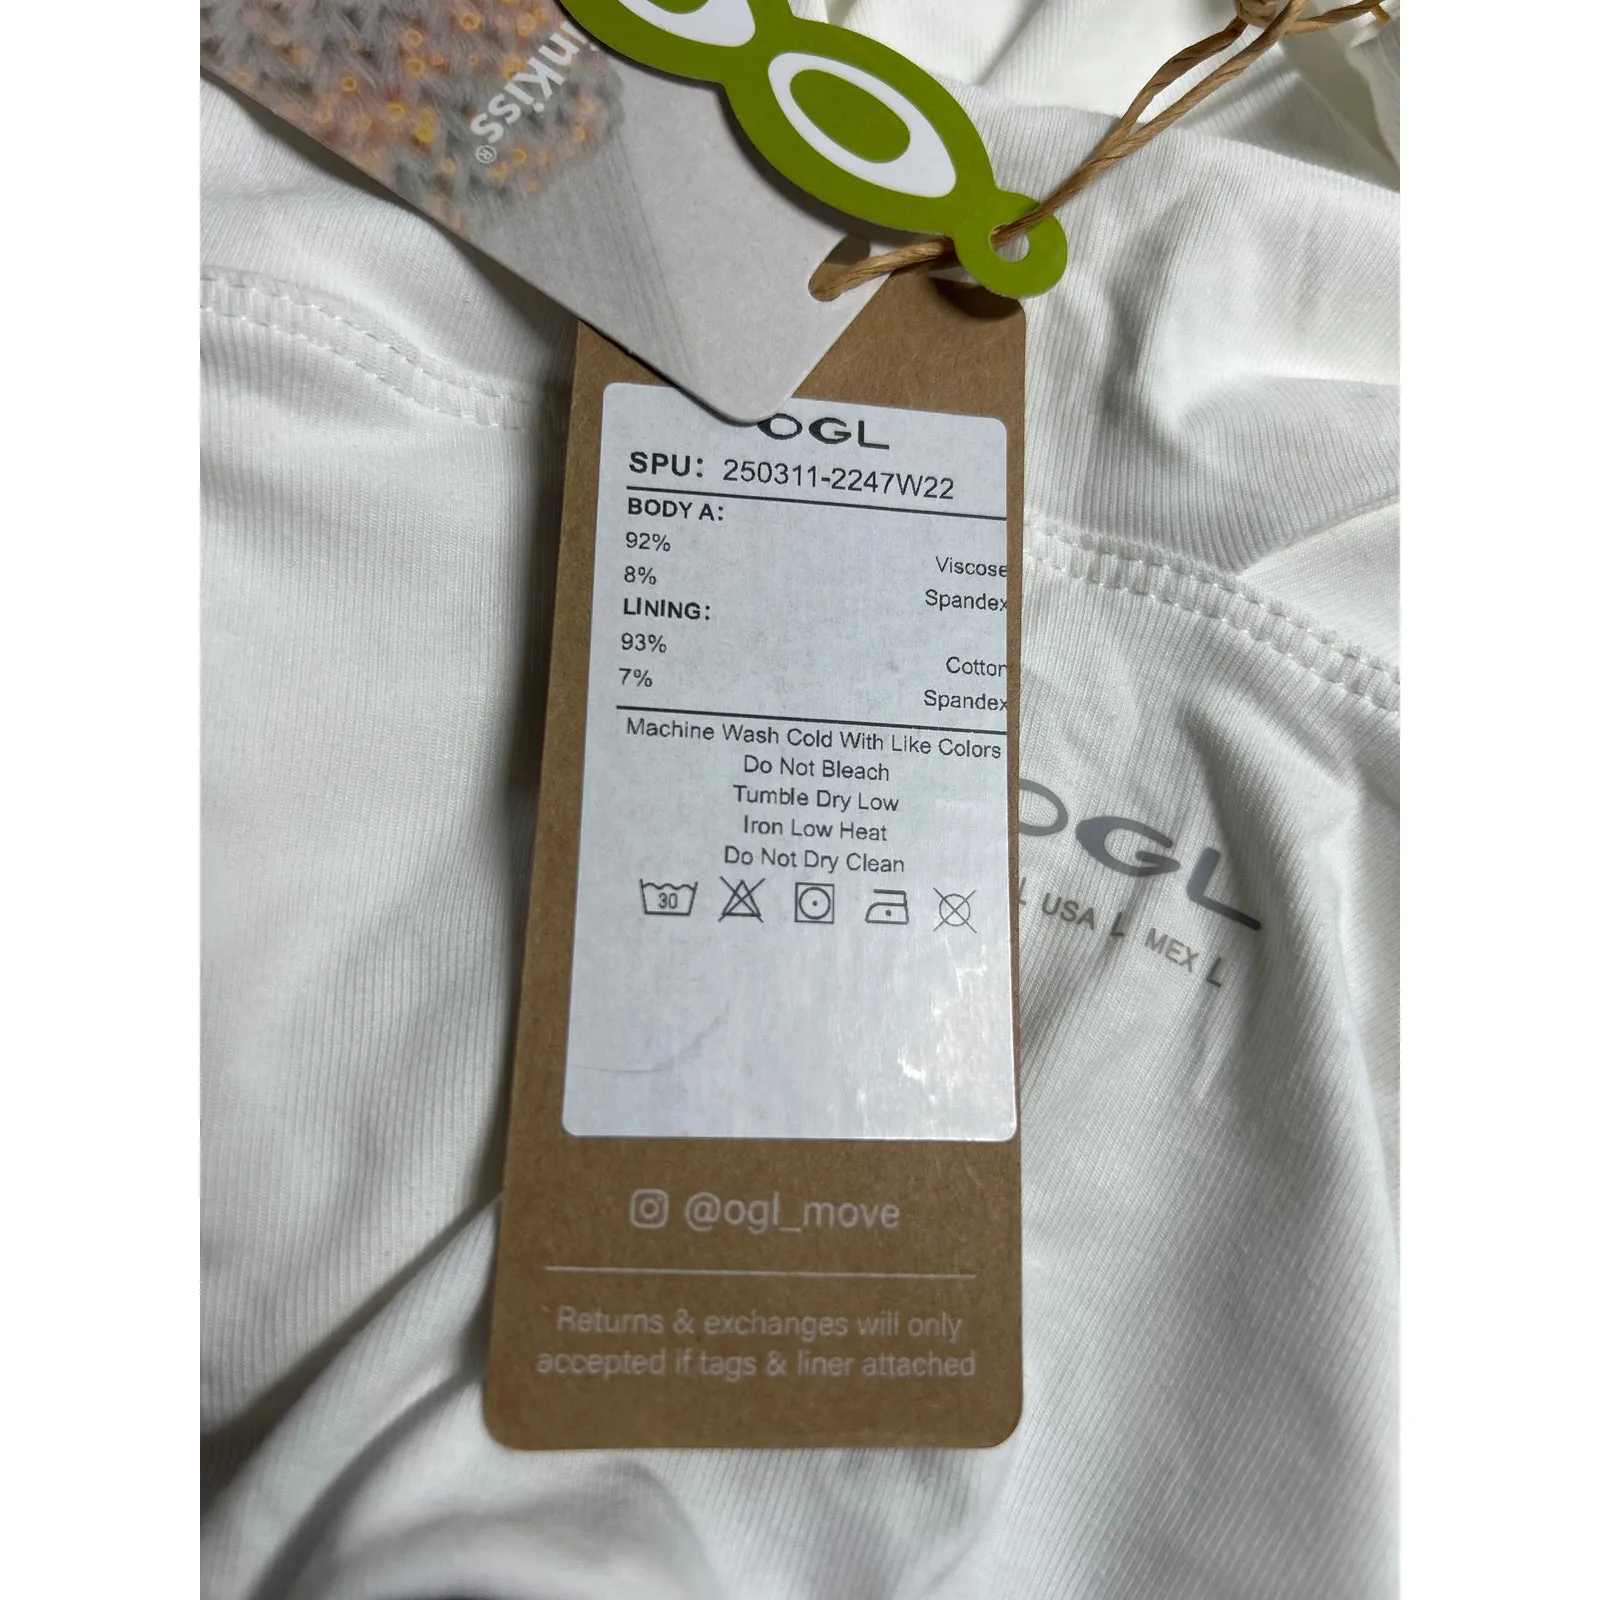 inKiss®
OGL
SPU: 250311-2247W22
BODY A:
92% Viscose
8% Spandex
LINING:
93% Cotton
7% Spandex
Machine Wash Cold With Like Colors
Do Not Bleach
Tumble Dry Low
Iron Low Heat
Do Not Dry Clean
30
OGL
L USA L MEX L
@ogl_move
Returns & exchanges will only
accepted if tags & liner attached